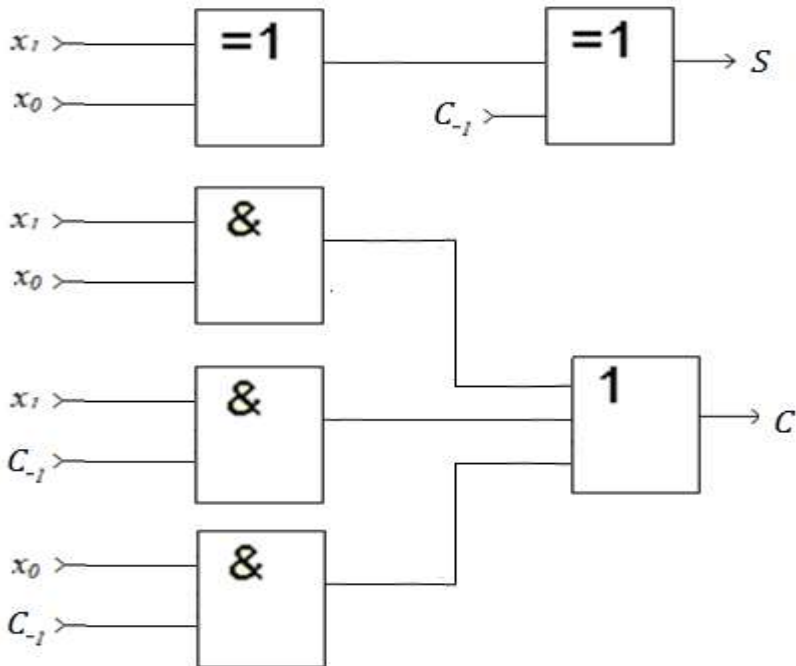 x₁ =1 =1 S
x₀
C₋₁
x₁ &
x₀
x₁ & 1 C
C₋₁
x₀ &
C₋₁